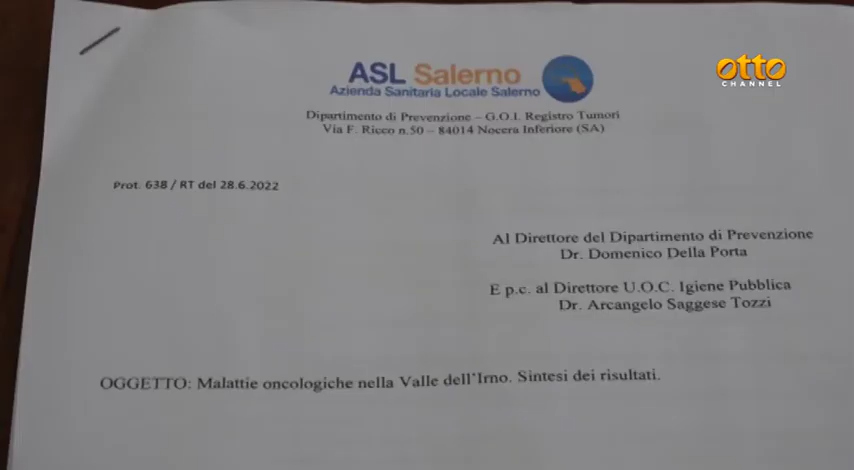 ASL Salerno
Azienda Sanitaria Locale Salerno
otto
CHANNEL
Dipartimento di Prevenzione – G.O.I. Registro Tumori
Via F. Ricco n.50 – 84014 Nocera Inferiore (SA)
Prot. 638 / RT del 28.6.2022
Al Direttore del Dipartimento di Prevenzione
Dr. Domenico Della Porta
E p.c. al Direttore U.O.C. Igiene Pubblica
Dr. Arcangelo Saggese Tozzi
OGGETTO: Malattie oncologiche nella Valle dell'Irno. Sintesi dei risultati.